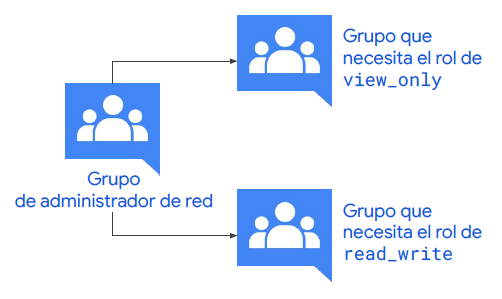 Grupo que
necesita el rol de
view_only
Grupo
de administrador de red
Grupo que
necesita el rol de
read_write